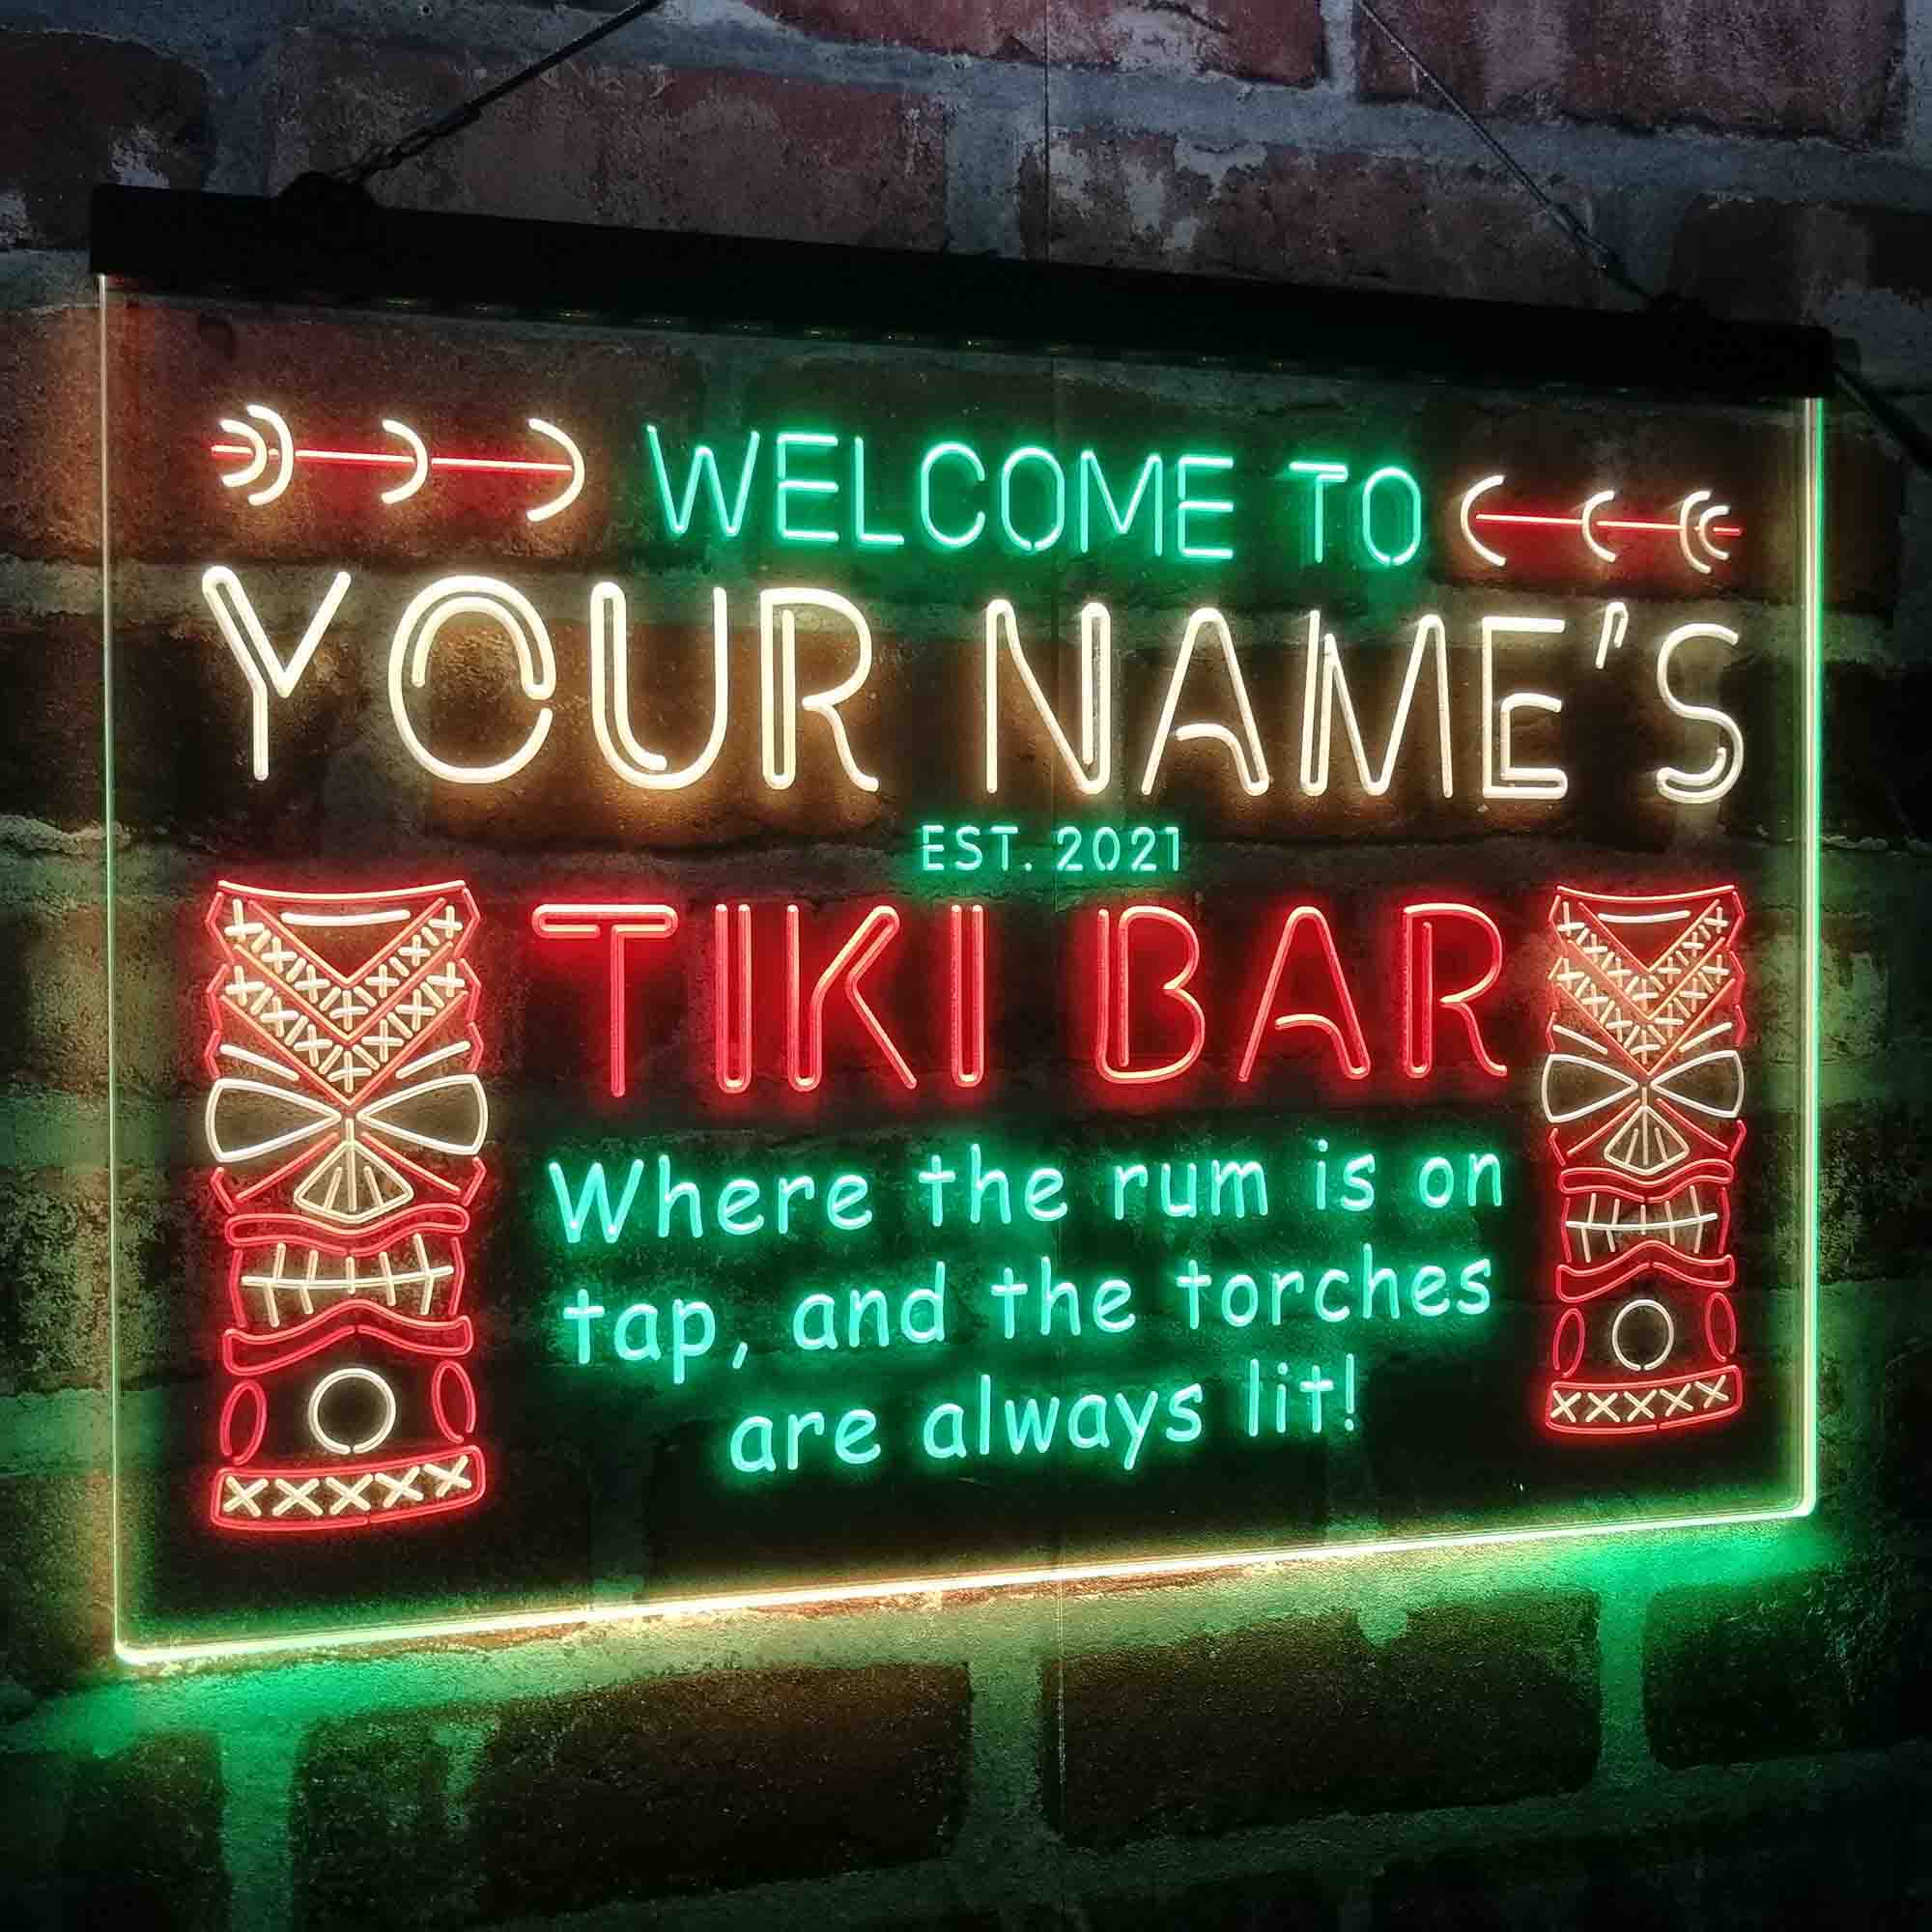 WELCOME TO
YOUR NAME'S
EST. 2021
TIKI BAR
Where the rum is on
tap, and the torches
are always lit!